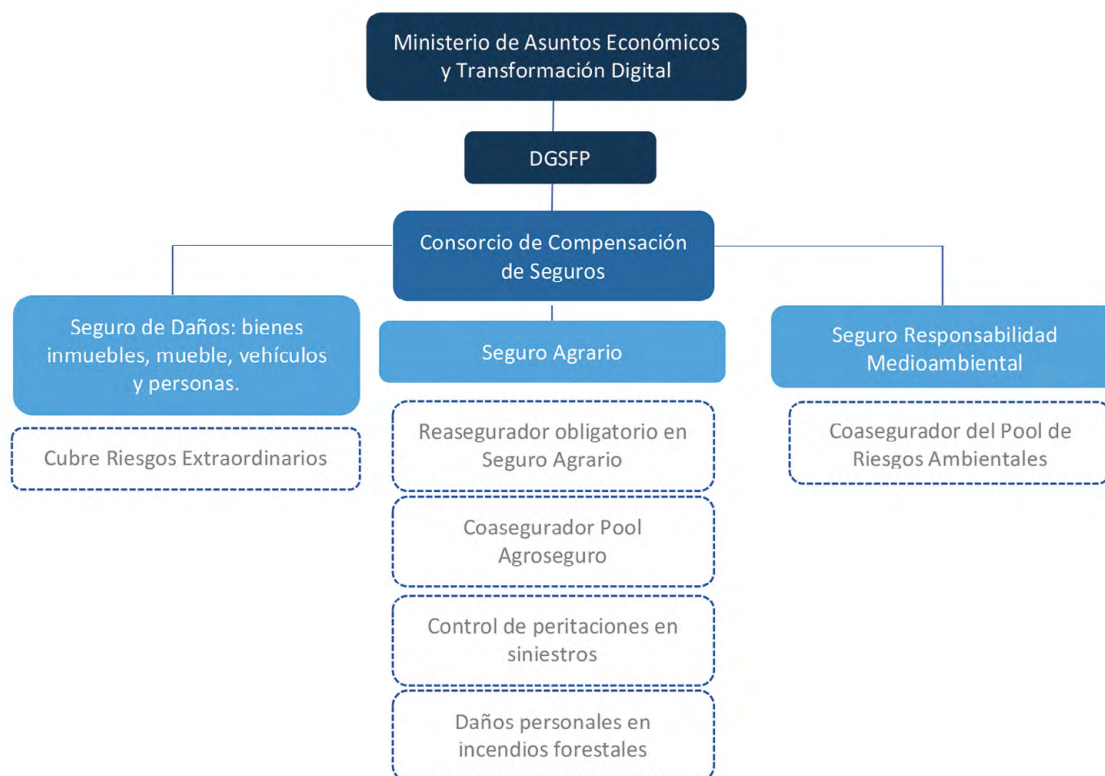 Ministerio de Asuntos Económicos
y Transformación Digital
DGSFP
Consorcio de Compensación
de Seguros
Seguro de Daños: bienes
inmuebles, mueble, vehículos
y personas.
Cubre Riesgos Extraordinarios
Seguro Agrario
Reasegurador obligatorio en
Seguro Agrario
Coasegurador Pool
Agroseguro
Control de peritaciones en
siniestros
Daños personales en
incendios forestales
Seguro Responsabilidad
Medioambiental
Coasegurador del Pool de
Riesgos Ambientales